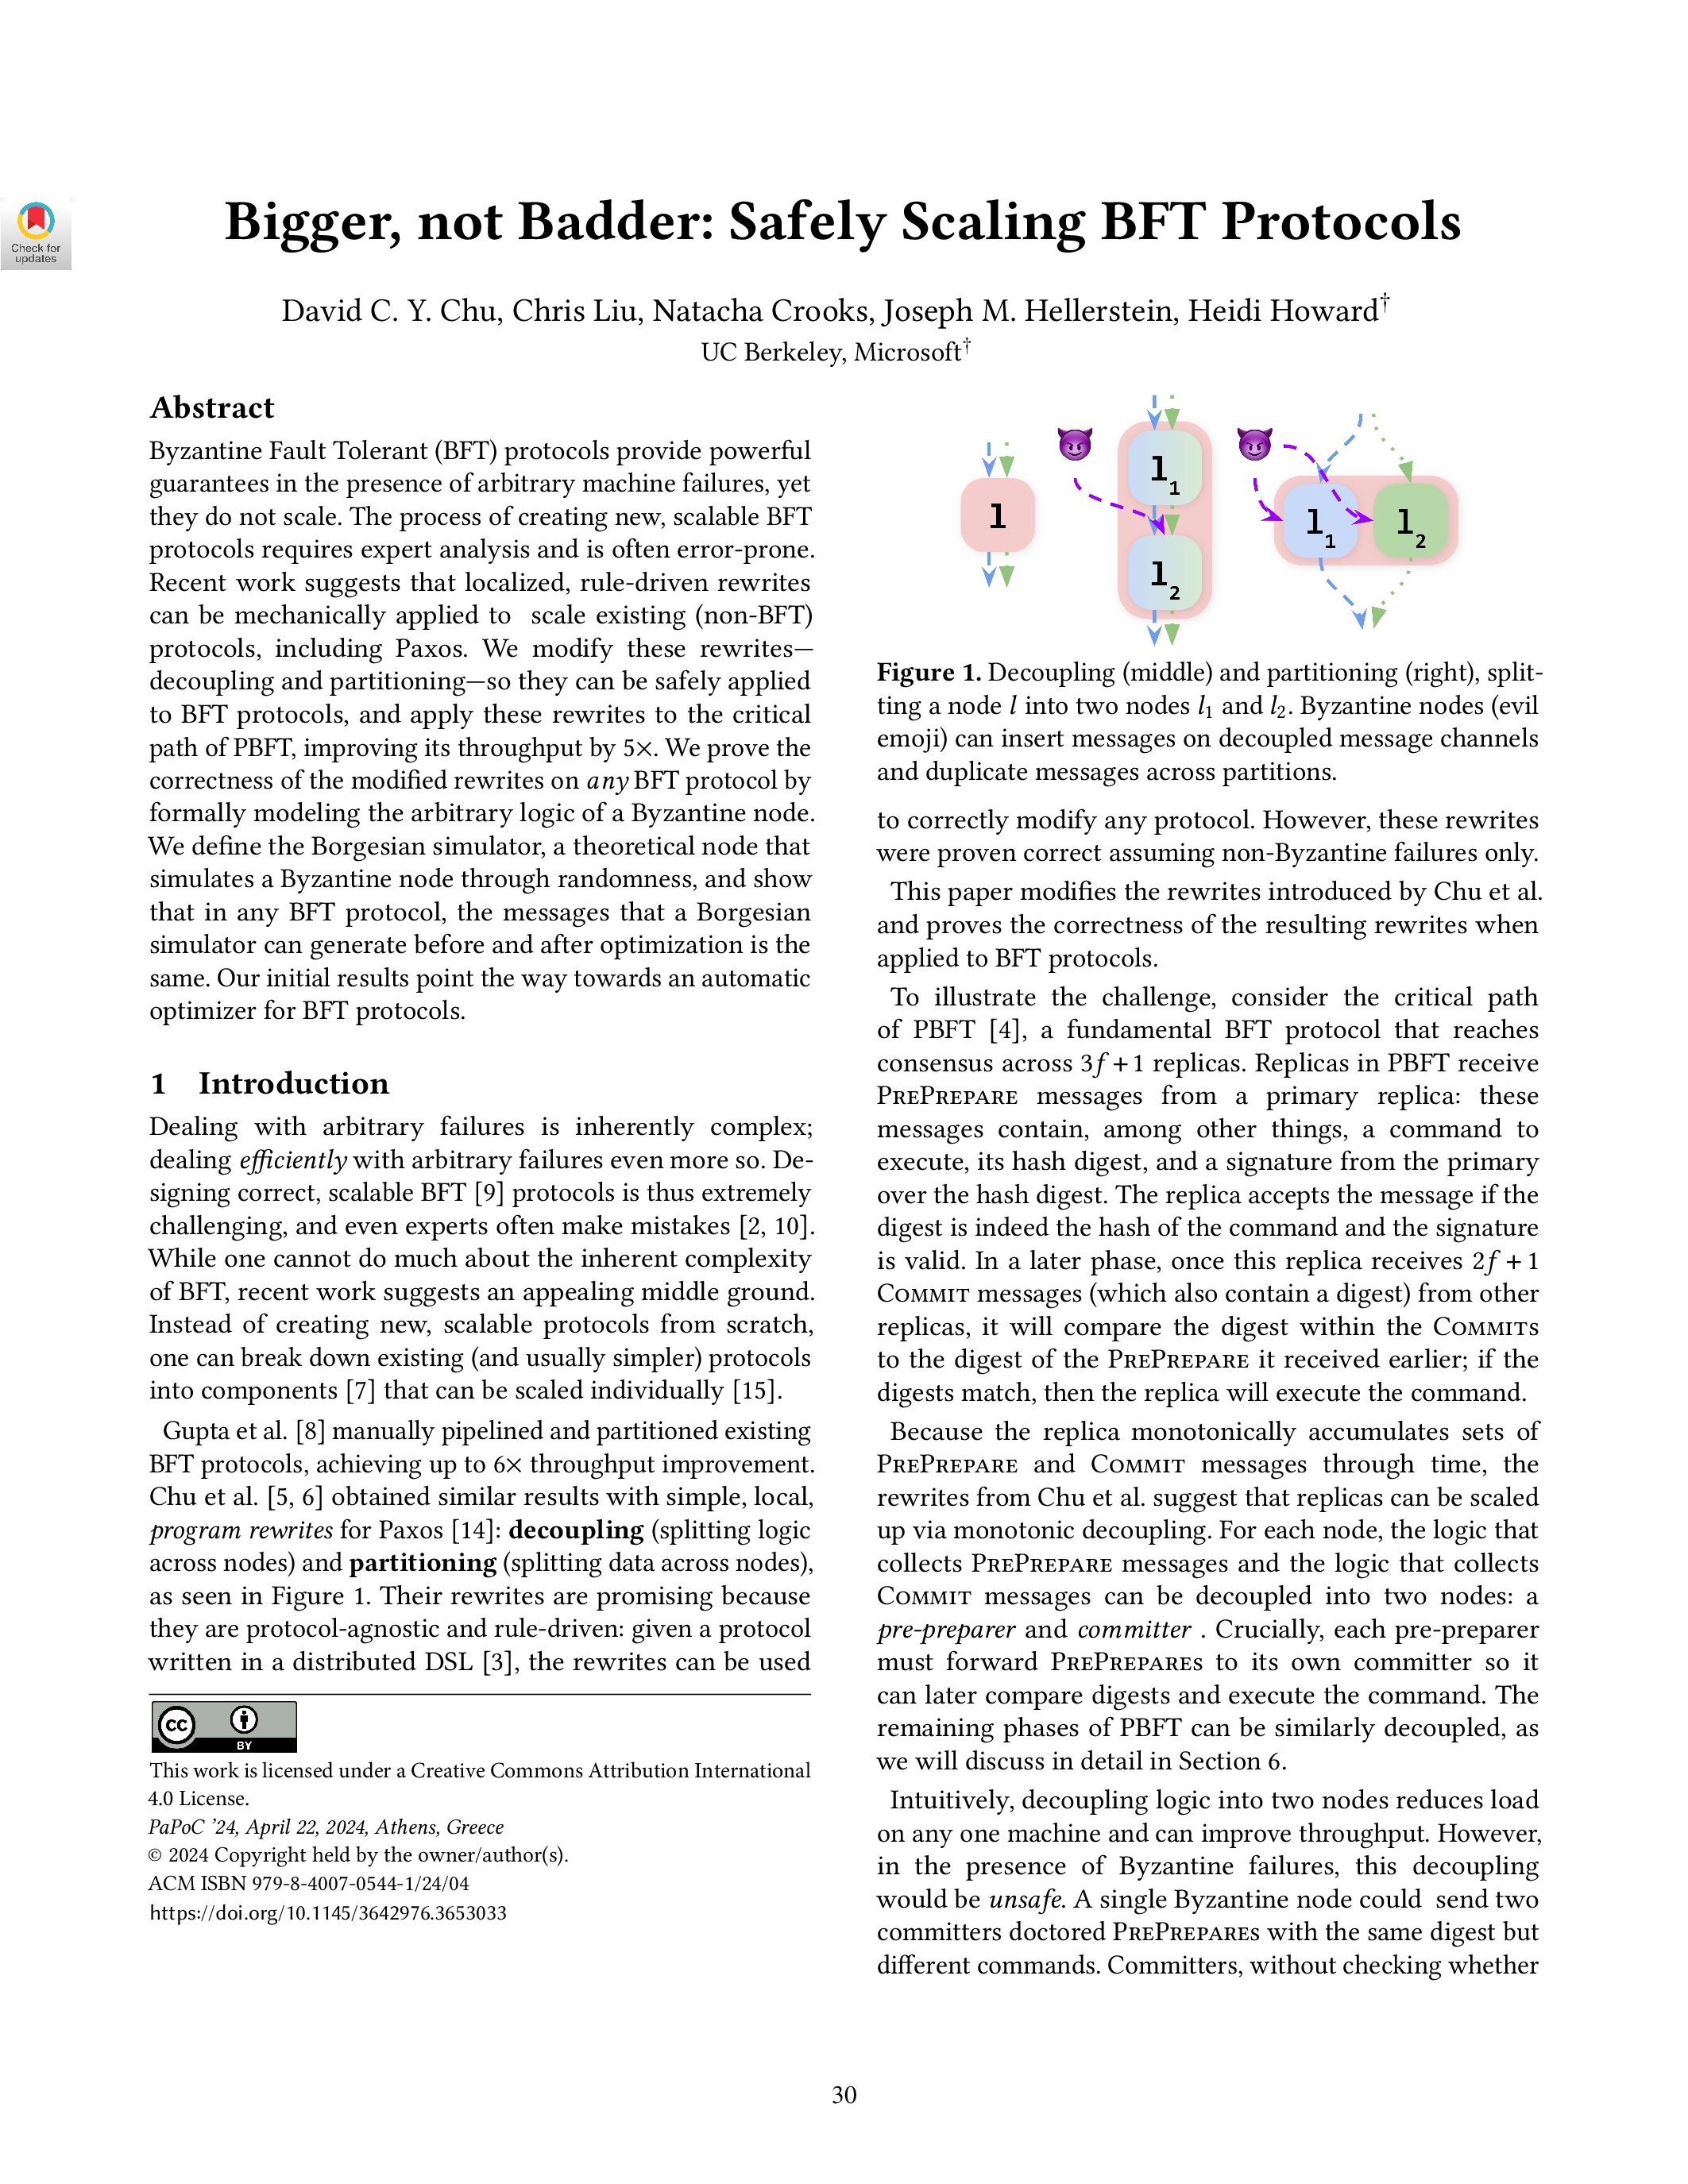 Check for
updates
Bigger, not Badder: Safely Scaling BFT Protocols
David C. Y. Chu, Chris Liu, Natacha Crooks, Joseph M. Hellerstein, Heidi Howard†
UC Berkeley, Microsoft†
Abstract
Byzantine Fault Tolerant (BFT) protocols provide powerful
guarantees in the presence of arbitrary machine failures, yet
they do not scale. The process of creating new, scalable BFT
protocols requires expert analysis and is often error-prone.
Recent work suggests that localized, rule-driven rewrites
can be mechanically applied to scale existing (non-BFT)
protocols, including Paxos. We modify these rewrites—
decoupling and partitioning—so they can be safely applied
to BFT protocols, and apply these rewrites to the critical
path of PBFT, improving its throughput by 5×. We prove the
correctness of the modified rewrites on any BFT protocol by
formally modeling the arbitrary logic of a Byzantine node.
We define the Borgesian simulator, a theoretical node that
simulates a Byzantine node through randomness, and show
that in any BFT protocol, the messages that a Borgesian
simulator can generate before and after optimization is the
same. Our initial results point the way towards an automatic
optimizer for BFT protocols.
1 Introduction
Dealing with arbitrary failures is inherently complex;
dealing efficiently with arbitrary failures even more so. De-
signing correct, scalable BFT [9] protocols is thus extremely
challenging, and even experts often make mistakes [2, 10].
While one cannot do much about the inherent complexity
of BFT, recent work suggests an appealing middle ground.
Instead of creating new, scalable protocols from scratch,
one can break down existing (and usually simpler) protocols
into components [7] that can be scaled individually [15].
Gupta et al. [8] manually pipelined and partitioned existing
BFT protocols, achieving up to 6× throughput improvement.
Chu et al. [5, 6] obtained similar results with simple, local,
program rewrites for Paxos [14]: decoupling (splitting logic
across nodes) and partitioning (splitting data across nodes),
as seen in Figure 1. Their rewrites are promising because
they are protocol-agnostic and rule-driven: given a protocol
written in a distributed DSL [3], the rewrites can be used
cc BY
This work is licensed under a Creative Commons Attribution International
4.0 License.
PaPoC ’24, April 22, 2024, Athens, Greece
© 2024 Copyright held by the owner/author(s).
ACM ISBN 979-8-4007-0544-1/24/04
https://doi.org/10.1145/3642976.3653033
l
l1
l2
l1
l2
Figure 1. Decoupling (middle) and partitioning (right), split-
ting a node l into two nodes l1 and l2. Byzantine nodes (evil
emoji) can insert messages on decoupled message channels
and duplicate messages across partitions.
to correctly modify any protocol. However, these rewrites
were proven correct assuming non-Byzantine failures only.
This paper modifies the rewrites introduced by Chu et al.
and proves the correctness of the resulting rewrites when
applied to BFT protocols.
To illustrate the challenge, consider the critical path
of PBFT [4], a fundamental BFT protocol that reaches
consensus across 3f + 1 replicas. Replicas in PBFT receive
PrePrepare messages from a primary replica: these
messages contain, among other things, a command to
execute, its hash digest, and a signature from the primary
over the hash digest. The replica accepts the message if the
digest is indeed the hash of the command and the signature
is valid. In a later phase, once this replica receives 2f + 1
Commit messages (which also contain a digest) from other
replicas, it will compare the digest within the Commits
to the digest of the PrePrepare it received earlier; if the
digests match, then the replica will execute the command.
Because the replica monotonically accumulates sets of
PrePrepare and Commit messages through time, the
rewrites from Chu et al. suggest that replicas can be scaled
up via monotonic decoupling. For each node, the logic that
collects PrePrepare messages and the logic that collects
Commit messages can be decoupled into two nodes: a
pre-preparer and committer . Crucially, each pre-preparer
must forward PrePrepares to its own committer so it
can later compare digests and execute the command. The
remaining phases of PBFT can be similarly decoupled, as
we will discuss in detail in Section 6.
Intuitively, decoupling logic into two nodes reduces load
on any one machine and can improve throughput. However,
in the presence of Byzantine failures, this decoupling
would be unsafe. A single Byzantine node could send two
committers doctored PrePrepares with the same digest but
different commands. Committers, without checking whether
30